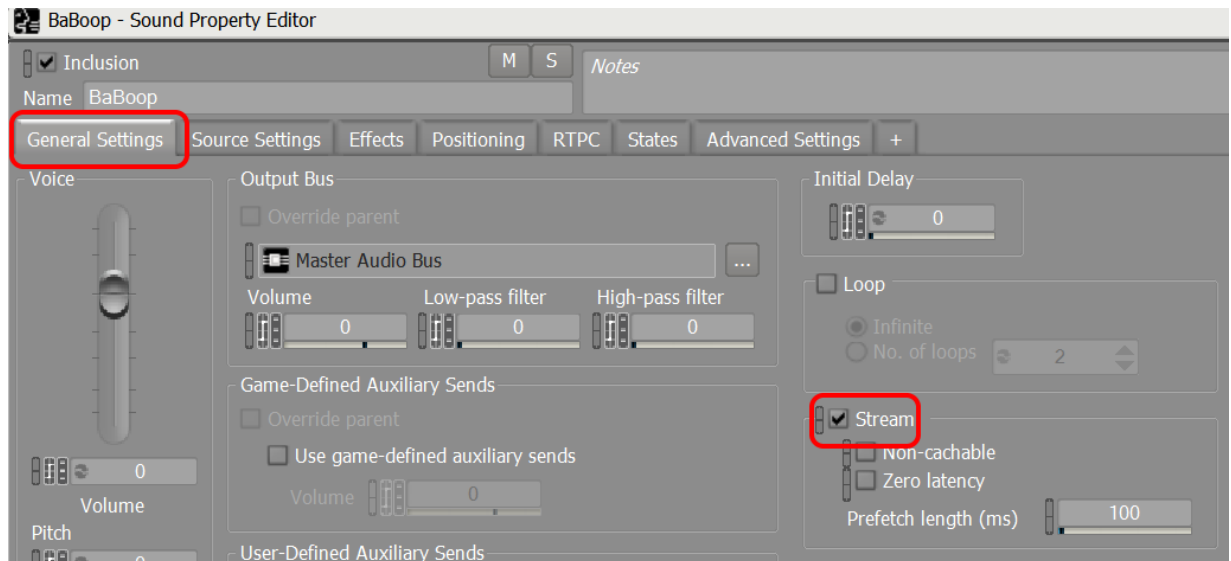 BaBoop - Sound Property Editor
Inclusion
M S
Notes
Name BaBoop
General Settings Source Settings Effects Positioning RTPC States Advanced Settings +
Voice
Output Bus
Override parent
Master Audio Bus
...
Volume Low-pass filter High-pass filter
0 0 0
Game-Defined Auxiliary Sends
Override parent
Use game-defined auxiliary sends
Volume 0
User-Defined Auxiliary Sends
0
Volume
Pitch
0
Initial Delay
0
Loop
Infinite
No. of loops 2
Stream
Non-cachable
Zero latency
Prefetch length (ms) 100